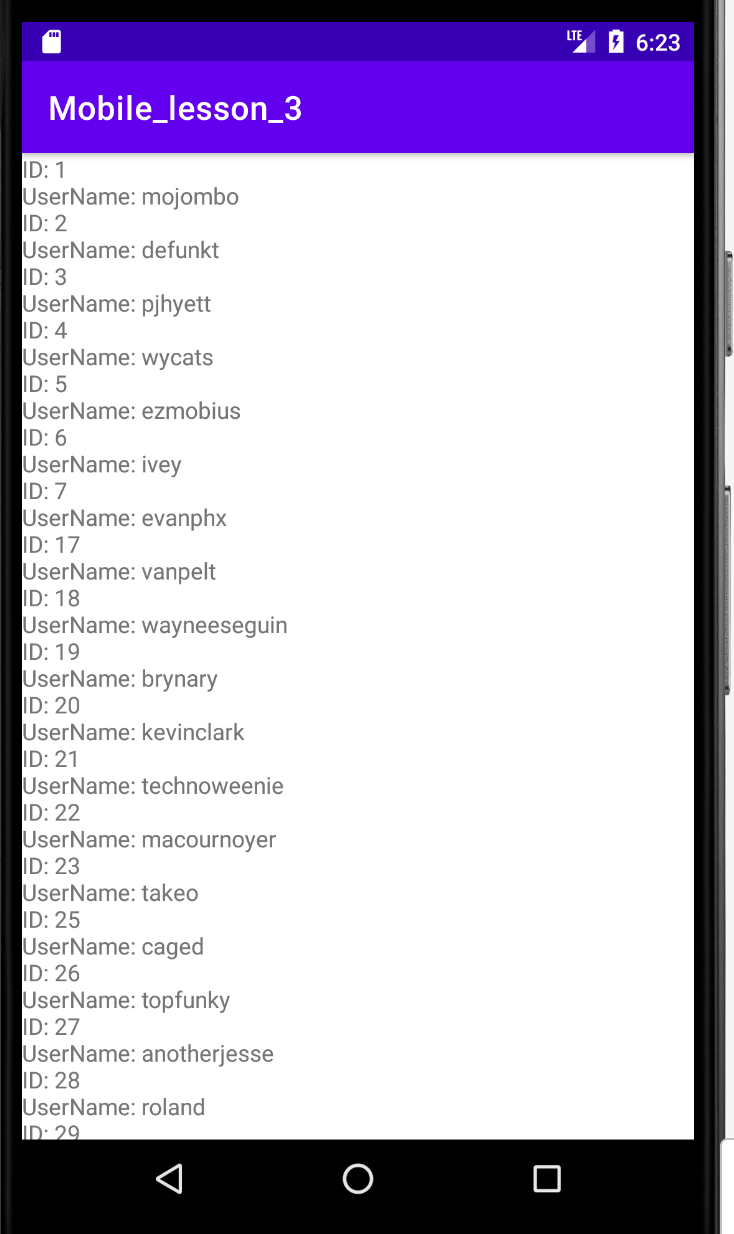 LTE 6:23
Mobile_lesson_3
ID: 1
UserName: mojombo
ID: 2
UserName: defunkt
ID: 3
UserName: pjhyett
ID: 4
UserName: wycats
ID: 5
UserName: ezmobius
ID: 6
UserName: ivey
ID: 7
UserName: evanphx
ID: 17
UserName: vanpelt
ID: 18
UserName: wayneeseguin
ID: 19
UserName: brynary
ID: 20
UserName: kevinclark
ID: 21
UserName: technoweenie
ID: 22
UserName: macournoyer
ID: 23
UserName: takeo
ID: 25
UserName: caged
ID: 26
UserName: topfunky
ID: 27
UserName: anotherjesse
ID: 28
UserName: roland
ID: 29